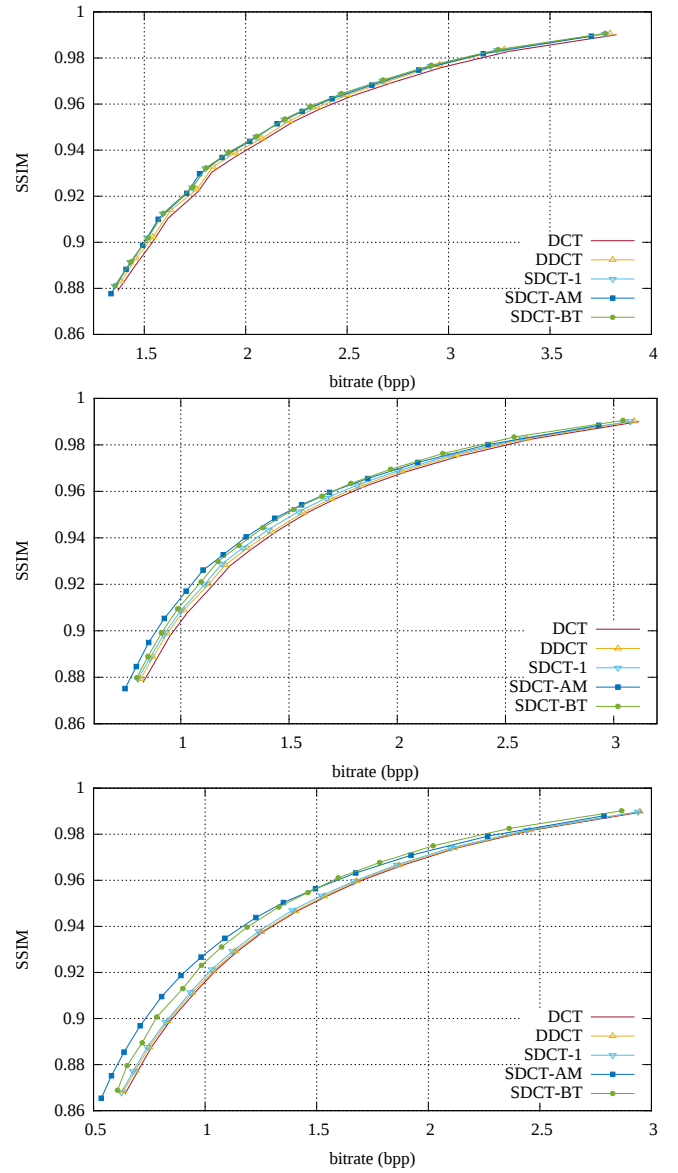 1
0.98
0.96
0.94
SSIM
0.92
0.9
DCT
DDCT
0.88
SDCT-1
SDCT-AM
SDCT-BT
0.86
1.5 2 2.5 3 3.5 4
bitrate (bpp)
1
0.98
0.96
0.94
SSIM
0.92
0.9
DCT
DDCT
0.88
SDCT-1
SDCT-AM
SDCT-BT
0.86
1 1.5 2 2.5 3
bitrate (bpp)
1
0.98
0.96
0.94
SSIM
0.92
0.9
DCT
DDCT
0.88
SDCT-1
SDCT-AM
SDCT-BT
0.86
0.5 1 1.5 2 2.5 3
bitrate (bpp)